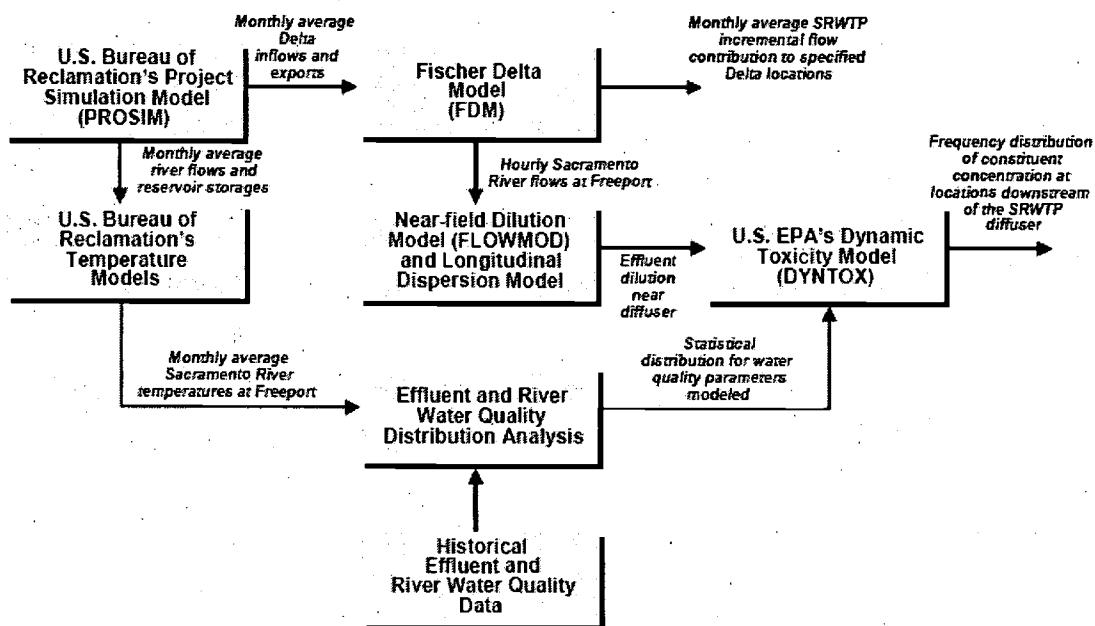 Monthly average
Delta
inflows and
exports
Monthly average SRWTP
incremental flow
contribution to specified
Delta locations
U.S. Bureau of
Reclamation's Project
Simulation Model
(PROSIM)
Fischer Delta
Model
(FDM)
Monthly average
river flows and
reservoir storages
Hourly Sacramento
River flows at Freeport
Frequency distribution
of constituent
concentration at
locations downstream
of the SRWTP
diffuser
U.S. Bureau of
Reclamation's
Temperature
Models
Near-field Dilution
Model (FLOWMOD)
and Longitudinal
Dispersion Model
Effluent
dilution
near
diffuser
U.S. EPA's Dynamic
Toxicity Model
(DYNTOX)
Monthly average
Sacramento River
temperatures at Freeport
Statistical
distribution for water
quality parameters
modeled
Effluent and River
Water Quality
Distribution Analysis
Historical
Effluent and
River Water Quality
Data